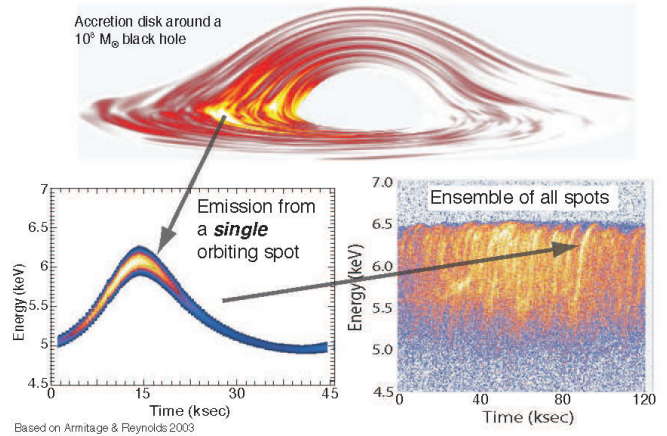 Accretion disk around a
10⁸ M☉ black hole
7
6.5
6
5.5
5
4.5
Energy (keV)
0
15
30
45
Time (ksec)
Emission from
a single
orbiting spot
7.0
6.5
6.0
5.5
5.0
4.5
Energy (keV)
0
20
40
60
80
100
120
Time (ksec)
Ensemble of all spots
Based on Armitage & Reynolds 2003